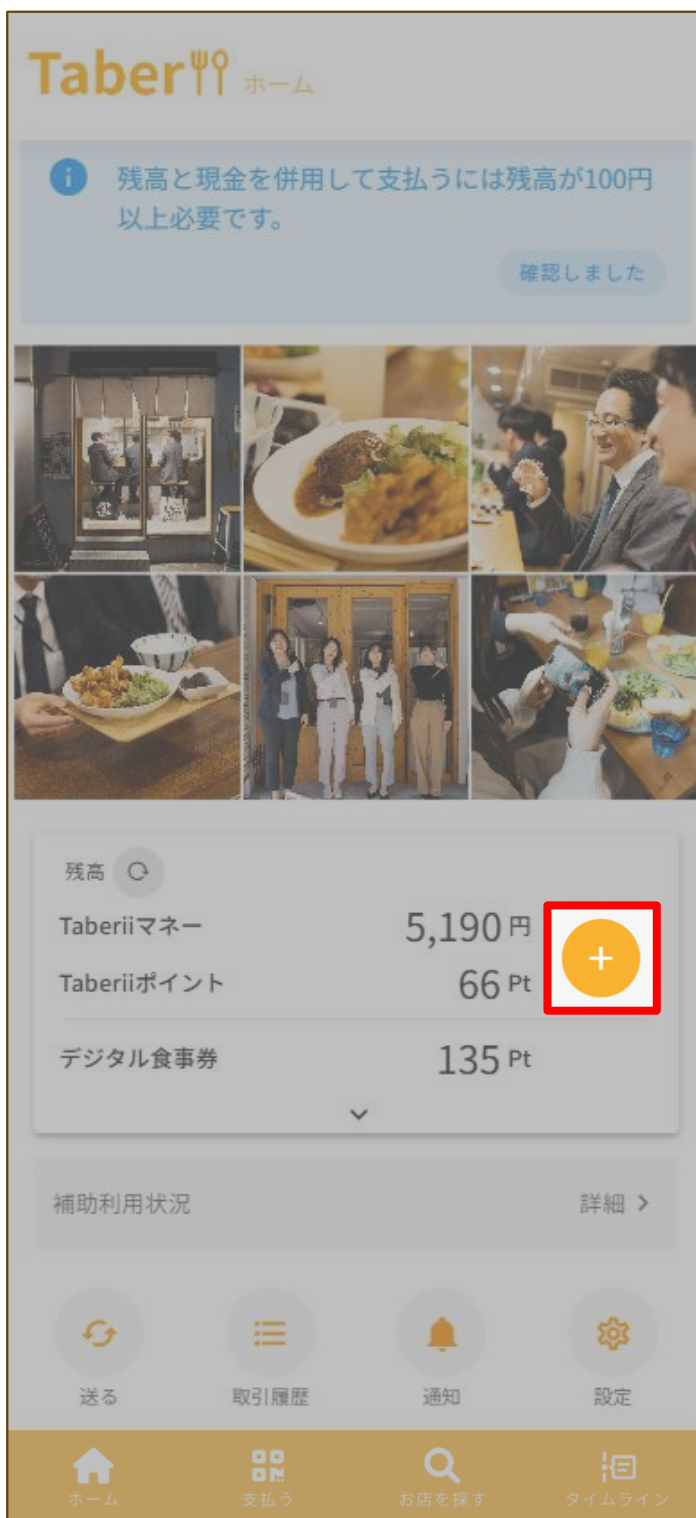 Taberii ホーム
残高と現金を併用して支払うには残高が100円
以上必要です。
確認しました
残高
Taberiiマネー 5,190 円
Taberiiポイント 66 Pt
デジタル食事券 135 Pt
補助利用状況 詳細
送る 取引履歴 通知 設定
ホーム 支払う お店を探す タイムライン